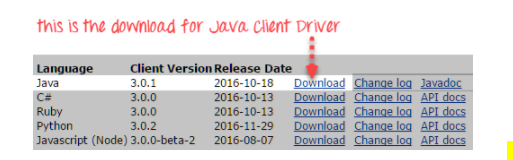 this is the download for Java Client Driver
Language Client Version Release Date
Java 3.0.1 2016-10-18 Download Change log Javadoc
C# 3.0.0 2016-10-13 Download Change log API docs
Ruby 3.0.0 2016-10-13 Download Change log API docs
Python 3.0.2 2016-11-29 Download Change log API docs
Javascript (Node) 3.0.0-beta-2 2016-08-07 Download Change log API docs